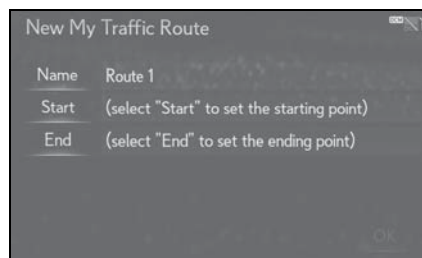 New My Traffic Route
DCM
Name Route 1
Start (select "Start" to set the starting point)
End (select "End" to set the ending point)
OK